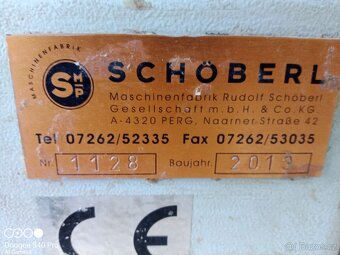 MASCHINENFABRIK
SCHÖBERL
Maschinenfabrik Rudolf Schöberl
Gesellschaft m. b. H. & Co. KG.
A-4320 PERG, Naarner-Straße 42
Tel 07262/52335 Fax 07262/53035
Nr. 1128 Baujahr 2013
CE
Doogee S40 Pro
AI Camera